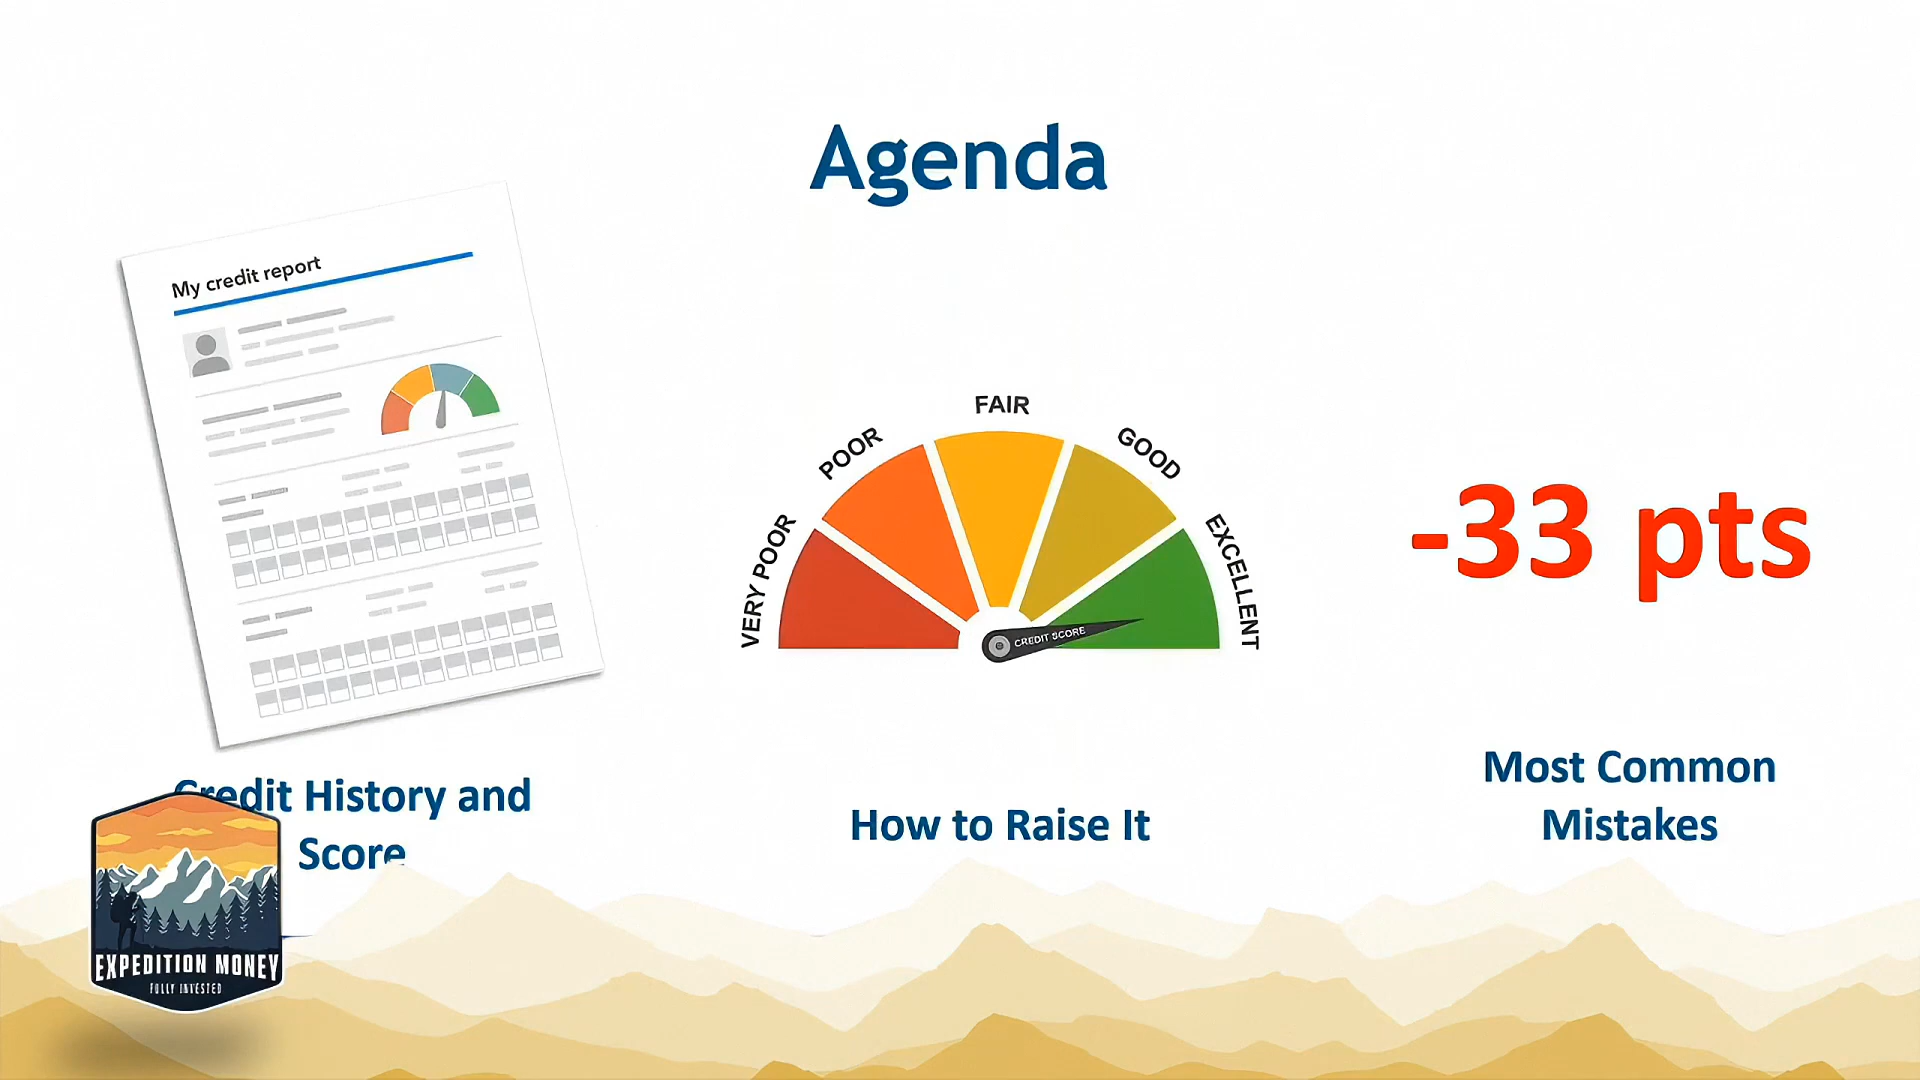 Agenda
My credit report
VERY POOR
POOR
FAIR
GOOD
EXCELLENT
CREDIT SCORE
-33 pts
Credit History and
Score
How to Raise It
Most Common
Mistakes
EXPEDITION MONEY
FULLY INVESTED